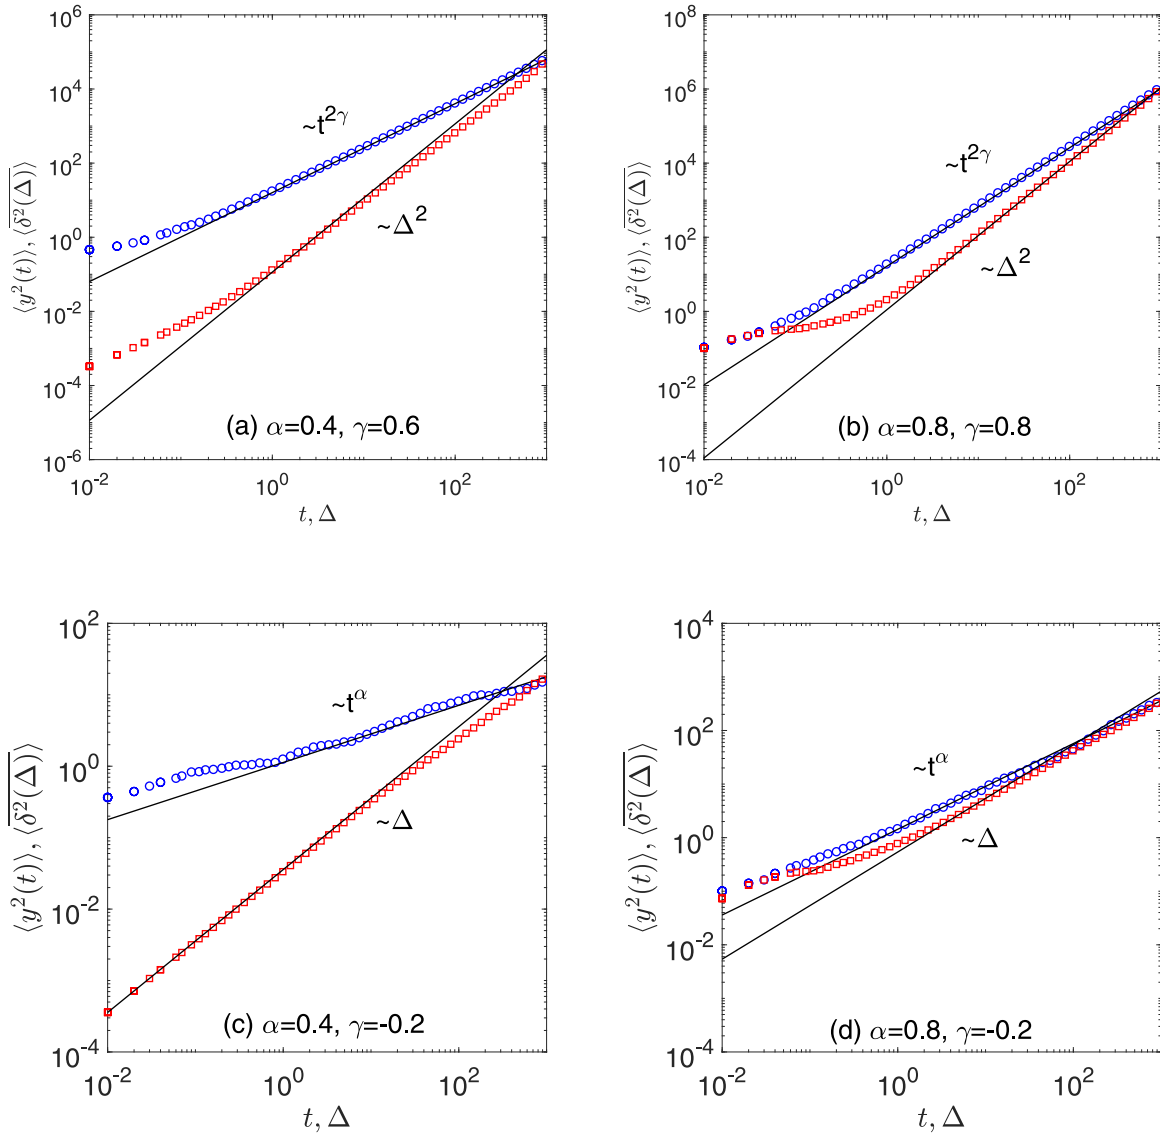 10^6
10^4
10^2
10^0
10^-2
10^-4
10^-6
⟨y^2(t)⟩, ⟨\overline{δ^2(Δ)}⟩
~t^{2γ}
~Δ^2
(a) α=0.4, γ=0.6
10^-2 10^0 10^2
t, Δ
10^8
10^6
10^4
10^2
10^0
10^-2
10^-4
⟨y^2(t)⟩, ⟨\overline{δ^2(Δ)}⟩
~t^{2γ}
~Δ^2
(b) α=0.8, γ=0.8
10^-2 10^0 10^2
t, Δ
10^2
10^0
10^-2
10^-4
⟨y^2(t)⟩, ⟨\overline{δ^2(Δ)}⟩
~t^α
~Δ
(c) α=0.4, γ=-0.2
10^-2 10^0 10^2
t, Δ
10^4
10^2
10^0
10^-2
10^-4
⟨y^2(t)⟩, ⟨\overline{δ^2(Δ)}⟩
~t^α
~Δ
(d) α=0.8, γ=-0.2
10^-2 10^0 10^2
t, Δ